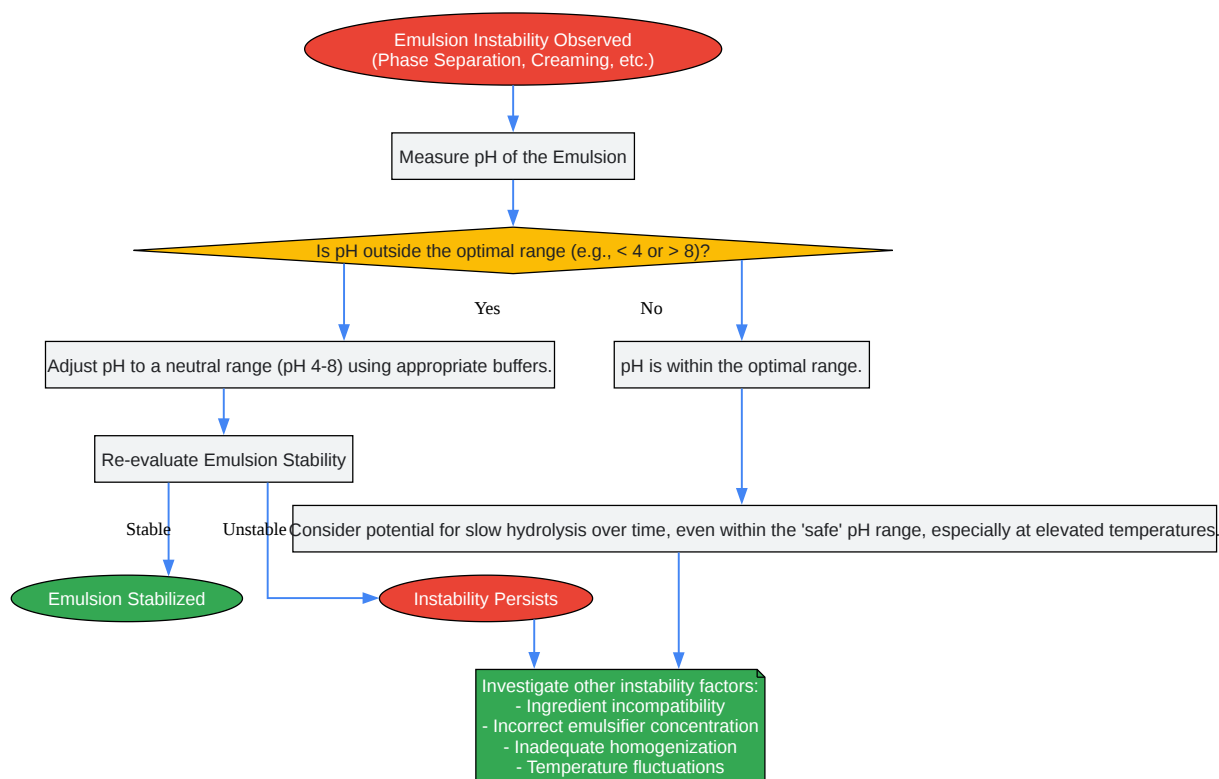 Emulsion Instability Observed
(Phase Separation, Creaming, etc.)
Measure pH of the Emulsion
Is pH outside the optimal range (e.g., < 4 or > 8)?
Yes
No
Adjust pH to a neutral range (pH 4-8) using appropriate buffers.
pH is within the optimal range.
Re-evaluate Emulsion Stability
Stable
Unstable
Consider potential for slow hydrolysis over time, even within the 'safe' pH range, especially at elevated temperatures.
Emulsion Stabilized
Instability Persists
Investigate other instability factors:
- Ingredient incompatibility
- Incorrect emulsifier concentration
- Inadequate homogenization
- Temperature fluctuations